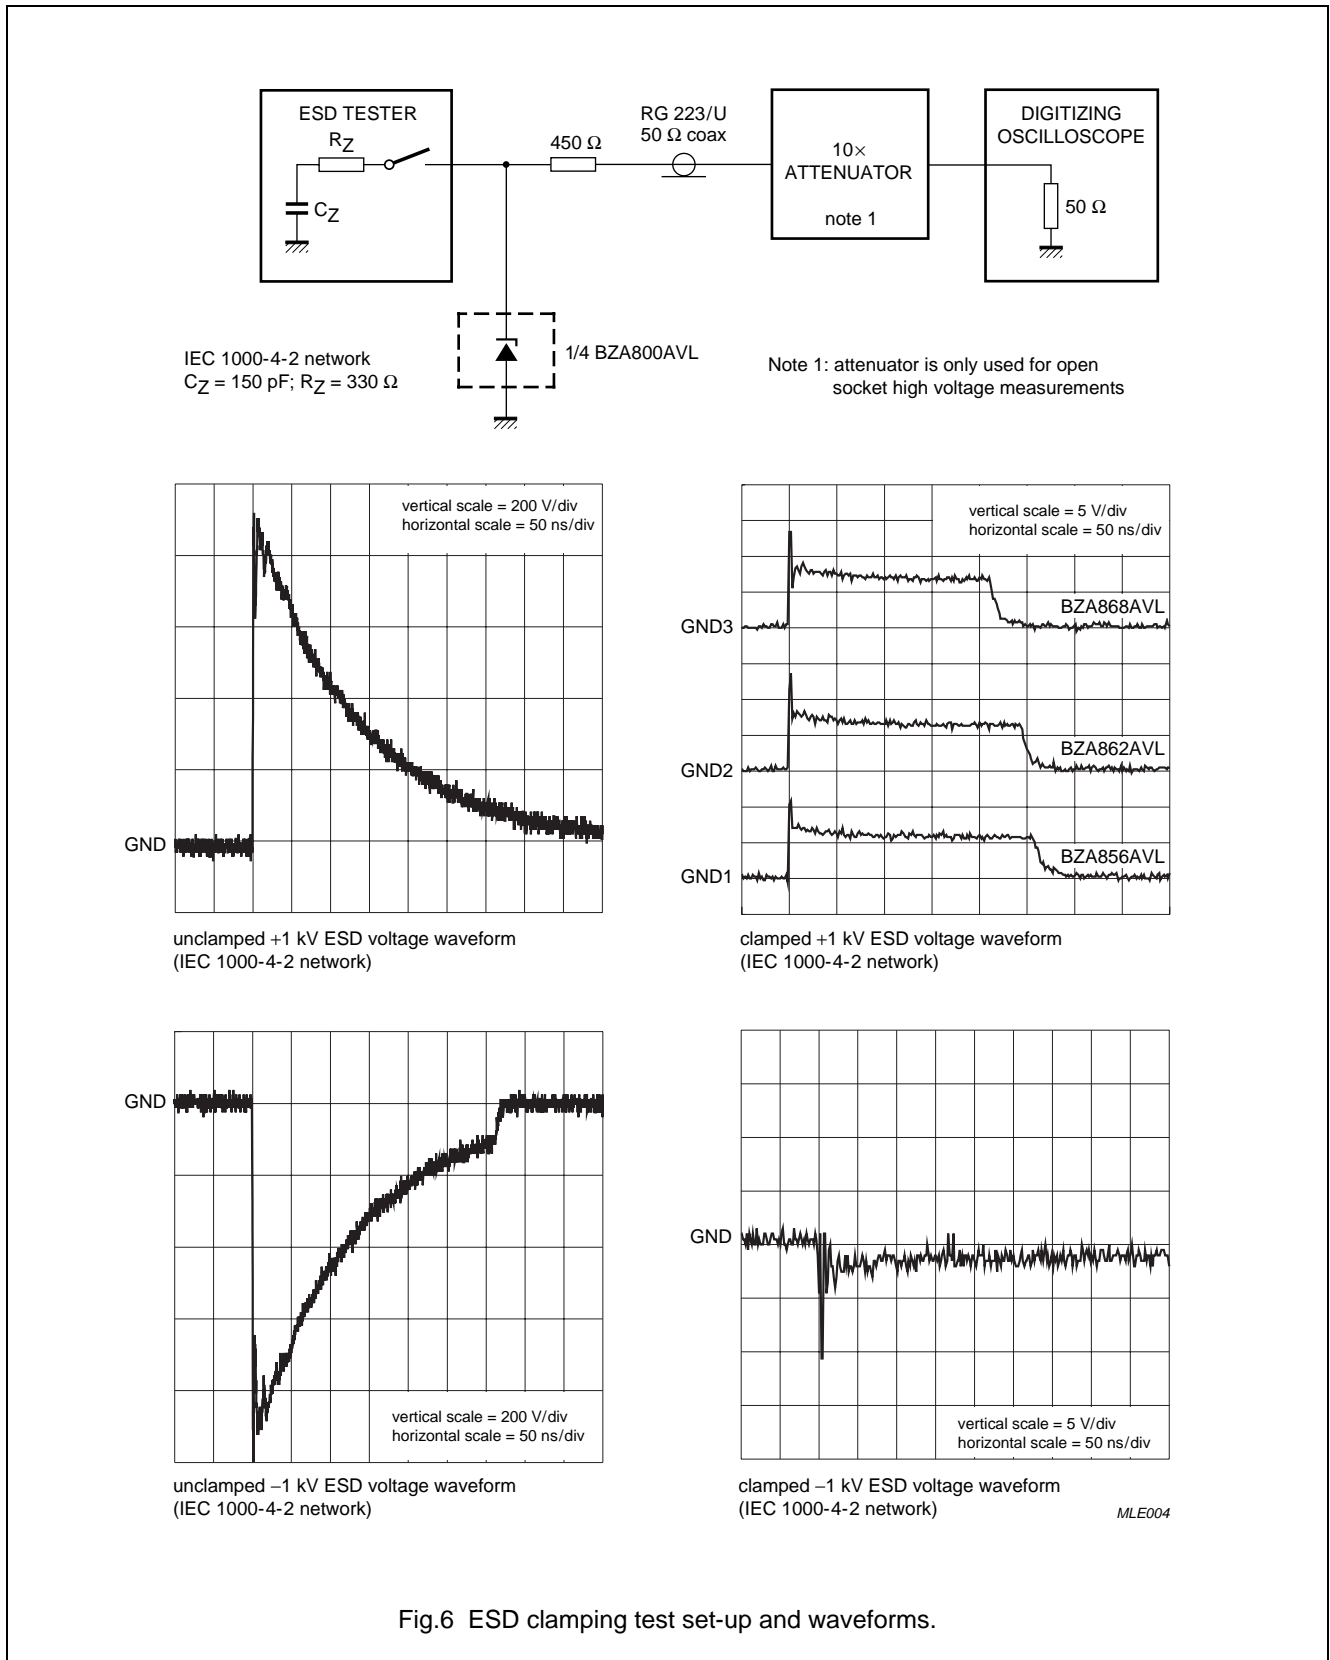 ESD TESTER
RZ
CZ
450 Ω
RG 223/U
50 Ω coax
10×
ATTENUATOR
note 1
DIGITIZING
OSCILLOSCOPE
50 Ω
1/4 BZA800AVL
IEC 1000-4-2 network
CZ = 150 pF; RZ = 330 Ω
Note 1: attenuator is only used for open
socket high voltage measurements
vertical scale = 200 V/div
horizontal scale = 50 ns/div
GND
unclamped +1 kV ESD voltage waveform
(IEC 1000-4-2 network)
vertical scale = 5 V/div
horizontal scale = 50 ns/div
BZA868AVL
GND3
BZA862AVL
GND2
BZA856AVL
GND1
clamped +1 kV ESD voltage waveform
(IEC 1000-4-2 network)
GND
vertical scale = 200 V/div
horizontal scale = 50 ns/div
unclamped −1 kV ESD voltage waveform
(IEC 1000-4-2 network)
GND
vertical scale = 5 V/div
horizontal scale = 50 ns/div
clamped −1 kV ESD voltage waveform
(IEC 1000-4-2 network)
MLE004
Fig.6 ESD clamping test set-up and waveforms.